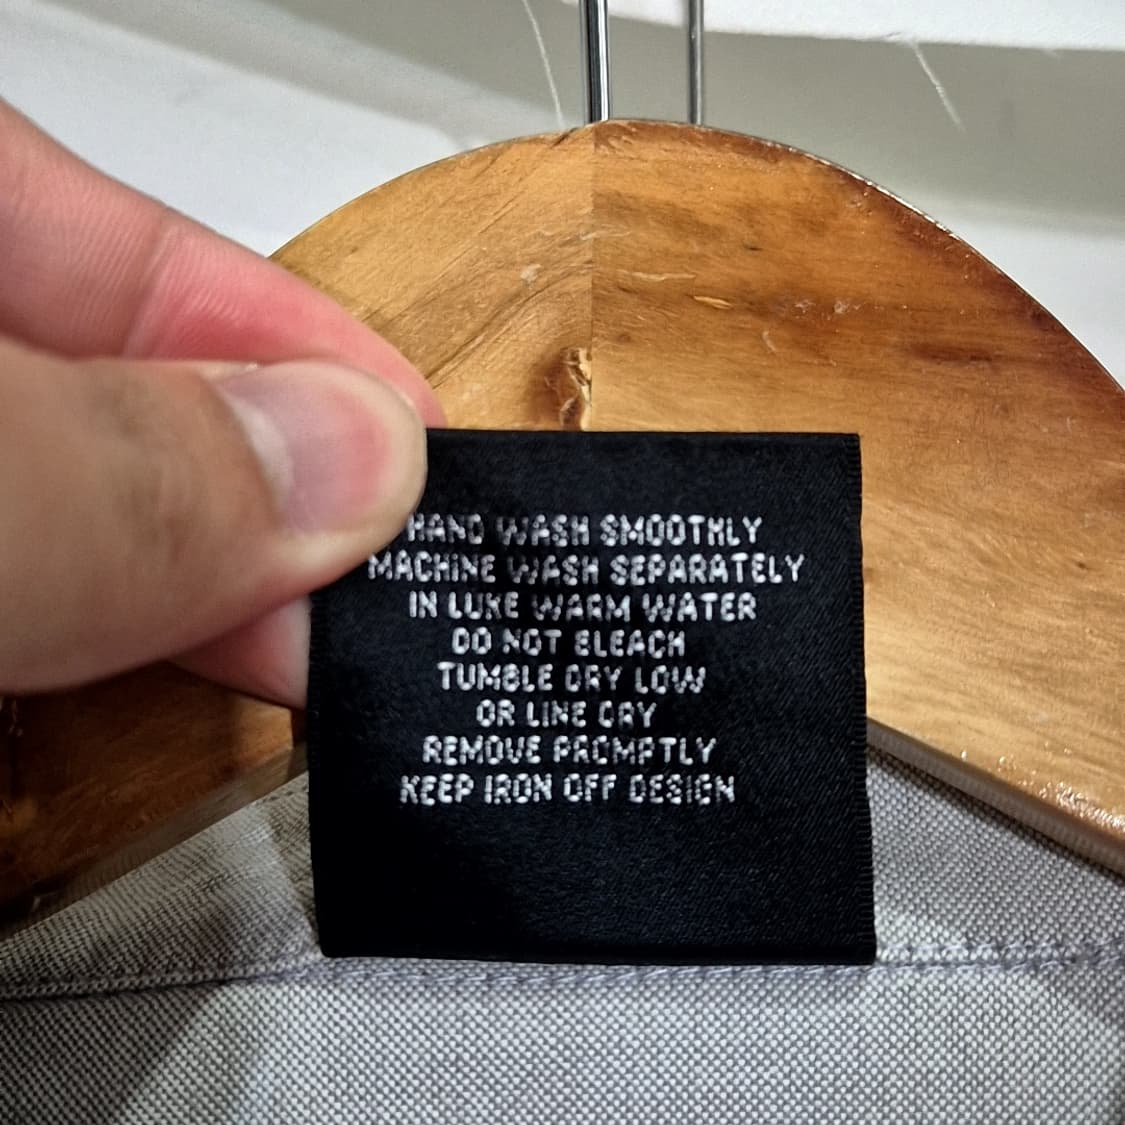 HAND WASH SMOOTHLY
MACHINE WASH SEPARATELY
IN LUKE WARM WATER
DO NOT BLEACH
TUMBLE DRY LOW
OR LINE DRY
REMOVE PROMPTLY
KEEP IRON OFF DESIGN